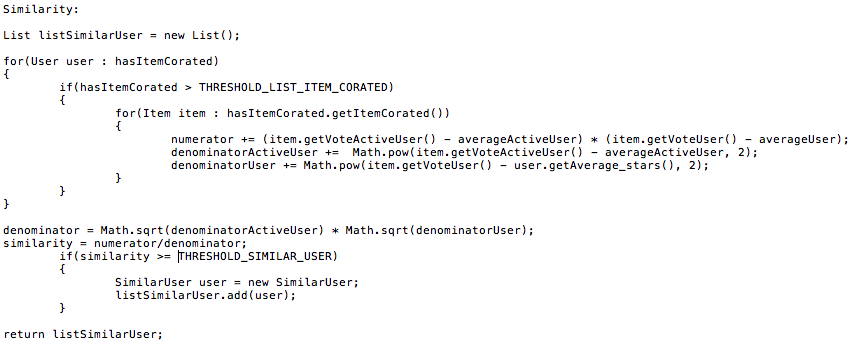 Similarity:

List listSimilarUser = new List();

for(User user : hasItemCorated)
{
        if(hasItemCorated > THRESHOLD_LIST_ITEM_CORATED)
        {
                for(Item item : hasItemCorated.getItemCorated())
                {
                        numerator += (item.getVoteActiveUser() - averageActiveUser) * (item.getVoteUser() - averageUser);
                        denominatorActiveUser +=  Math.pow(item.getVoteActiveUser() - averageActiveUser, 2);
                        denominatorUser += Math.pow(item.getVoteUser() - user.getAverage_stars(), 2);
                }
        }
}

denominator = Math.sqrt(denominatorActiveUser) * Math.sqrt(denominatorUser);
similarity = numerator/denominator;
        if(similarity >= THRESHOLD_SIMILAR_USER)
        {
                SimilarUser user = new SimilarUser;
                listSimilarUser.add(user);
        }

return listSimilarUser;